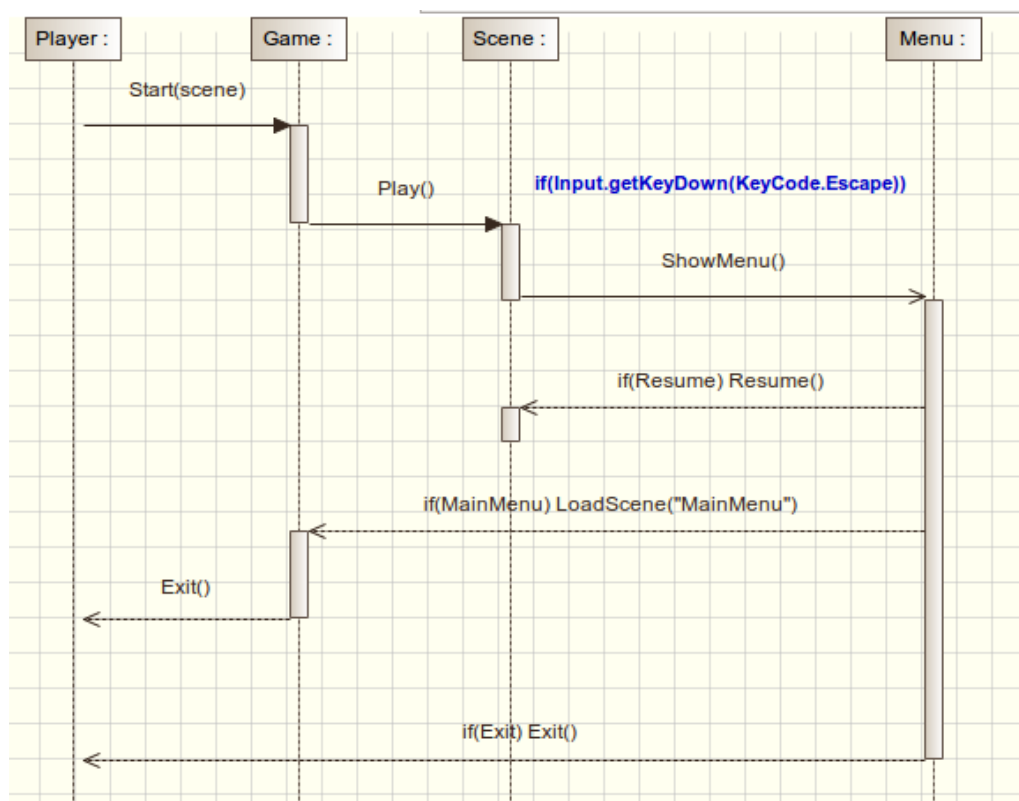 Player :
Game :
Scene :
Menu :
Start(scene)
Play()
if(Input.getKeyDown(KeyCode.Escape))
ShowMenu()
if(Resume) Resume()
if(MainMenu) LoadScene("MainMenu")
Exit()
if(Exit) Exit()